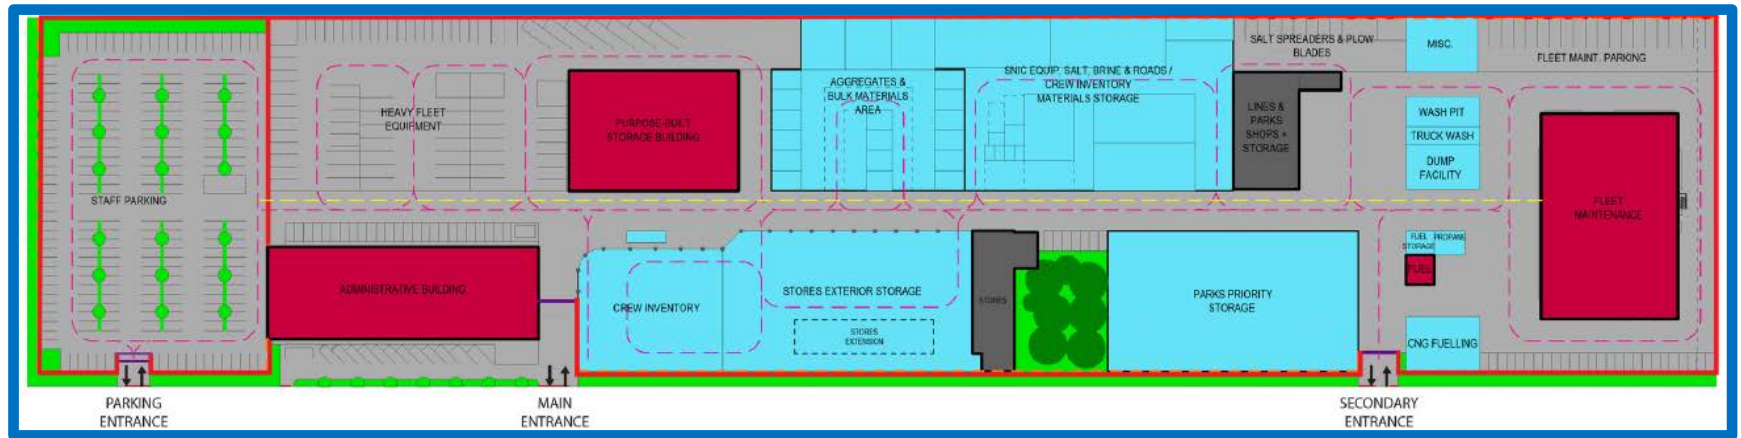 SALT SPREADERS & PLOW
BLADES
MISC.
FLEET MAINT. PARKING
HEAVY FLEET
EQUIPMENT
PURPOSE-BUILT
STORAGE BUILDING
AGGREGATES &
BULK MATERIALS
AREA
SNIC EQUIP, SALT, BRINE & ROADS /
CREW INVENTORY
MATERIALS STORAGE
LINES &
PARKS
SHOPS +
STORAGE
WASH PIT
TRUCK WASH
DUMP
FACILITY
STAFF PARKING
FLEET
MAINTENANCE
FUEL
STORAGE
PROPANE
FUEL
ADMINISTRATIVE BUILDING
CREW INVENTORY
STORES EXTERIOR STORAGE
STORES
EXTENSION
STORES
PARKS PRIORITY
STORAGE
CNG FUELLING
PARKING
ENTRANCE
MAIN
ENTRANCE
SECONDARY
ENTRANCE